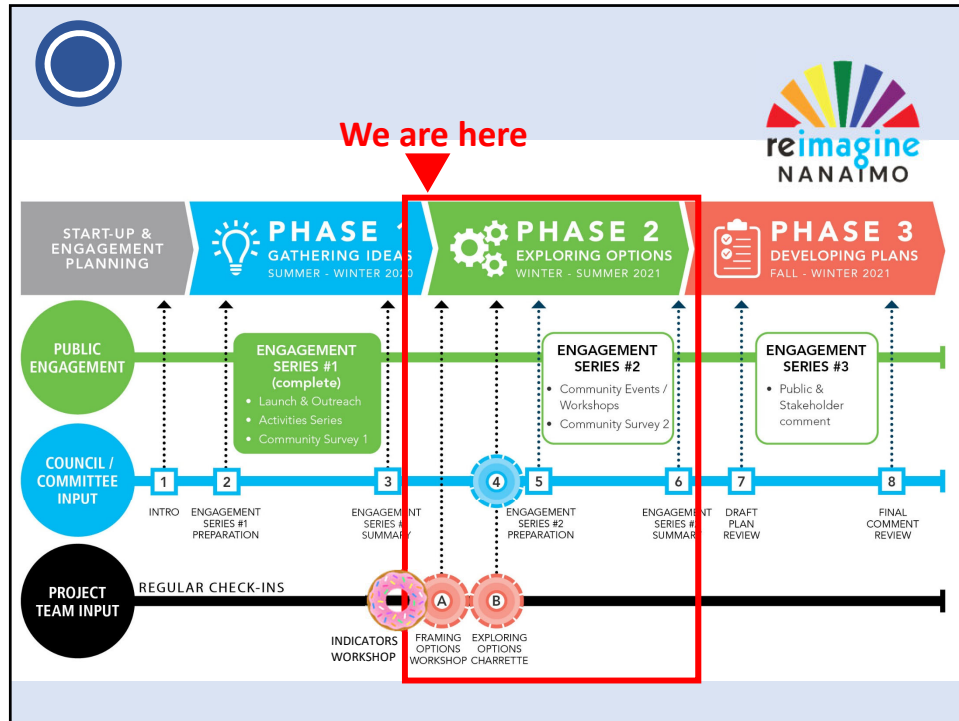 We are here
reimagine
NANAIMO
START-UP &
ENGAGEMENT
PLANNING
PHASE 1
GATHERING IDEAS
SUMMER - WINTER 2020
PHASE 2
EXPLORING OPTIONS
WINTER - SUMMER 2021
PHASE 3
DEVELOPING PLANS
FALL - WINTER 2021
PUBLIC
ENGAGEMENT
ENGAGEMENT
SERIES #1
(complete)
• Launch & Outreach
• Activities Series
• Community Survey 1
ENGAGEMENT
SERIES #2
• Community Events /
Workshops
• Community Survey 2
ENGAGEMENT
SERIES #3
• Public &
Stakeholder
comment
COUNCIL /
COMMITTEE
INPUT
1
INTRO
2
ENGAGEMENT
SERIES #1
PREPARATION
3
ENGAGEMENT
SERIES #1
SUMMARY
4
5
ENGAGEMENT
SERIES #2
PREPARATION
6
ENGAGEMENT
SERIES #2
SUMMARY
7
DRAFT
PLAN
REVIEW
8
FINAL
COMMENT
REVIEW
PROJECT
TEAM INPUT
REGULAR CHECK-INS
INDICATORS
WORKSHOP
A
FRAMING
OPTIONS
WORKSHOP
B
EXPLORING
OPTIONS
CHARRETTE